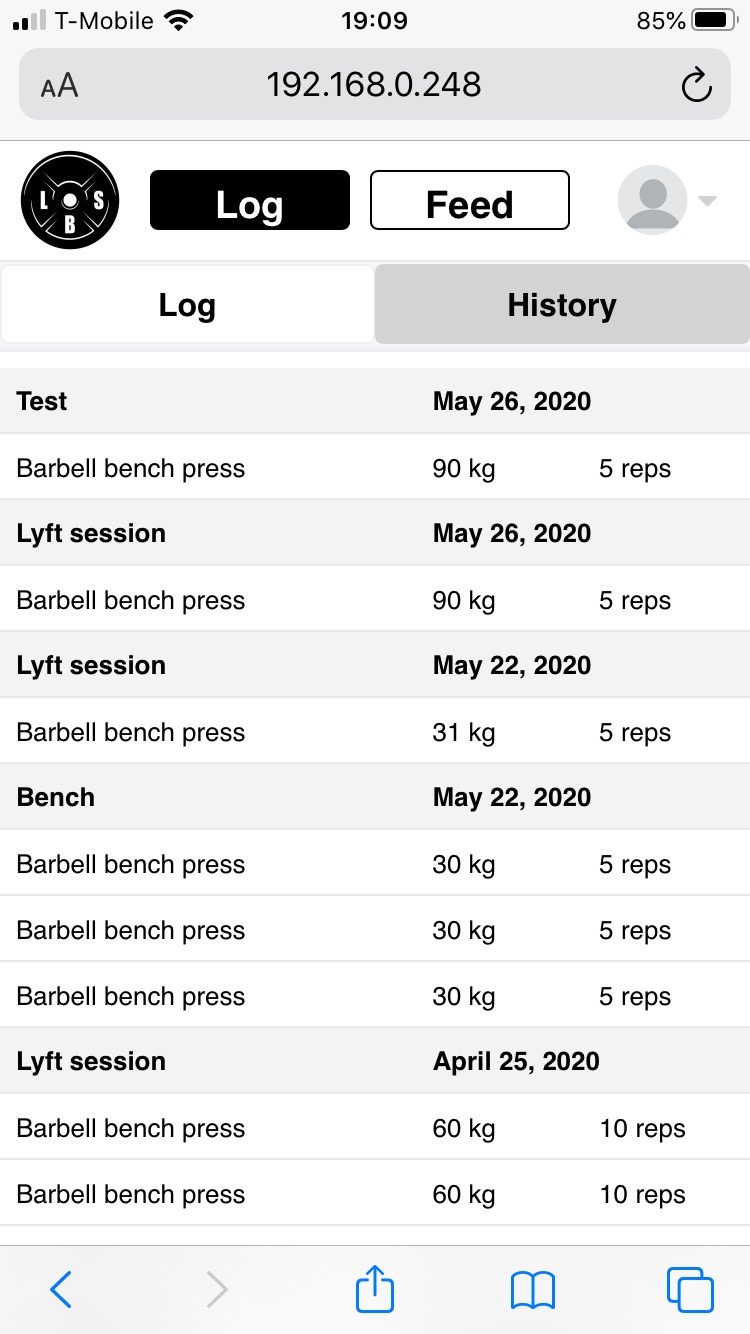 T-Mobile 19:09 85%
AA 192.168.0.248
L B S Log Feed
Log History
Test May 26, 2020
Barbell bench press 90 kg 5 reps
Lyft session May 26, 2020
Barbell bench press 90 kg 5 reps
Lyft session May 22, 2020
Barbell bench press 31 kg 5 reps
Bench May 22, 2020
Barbell bench press 30 kg 5 reps
Barbell bench press 30 kg 5 reps
Barbell bench press 30 kg 5 reps
Lyft session April 25, 2020
Barbell bench press 60 kg 10 reps
Barbell bench press 60 kg 10 reps